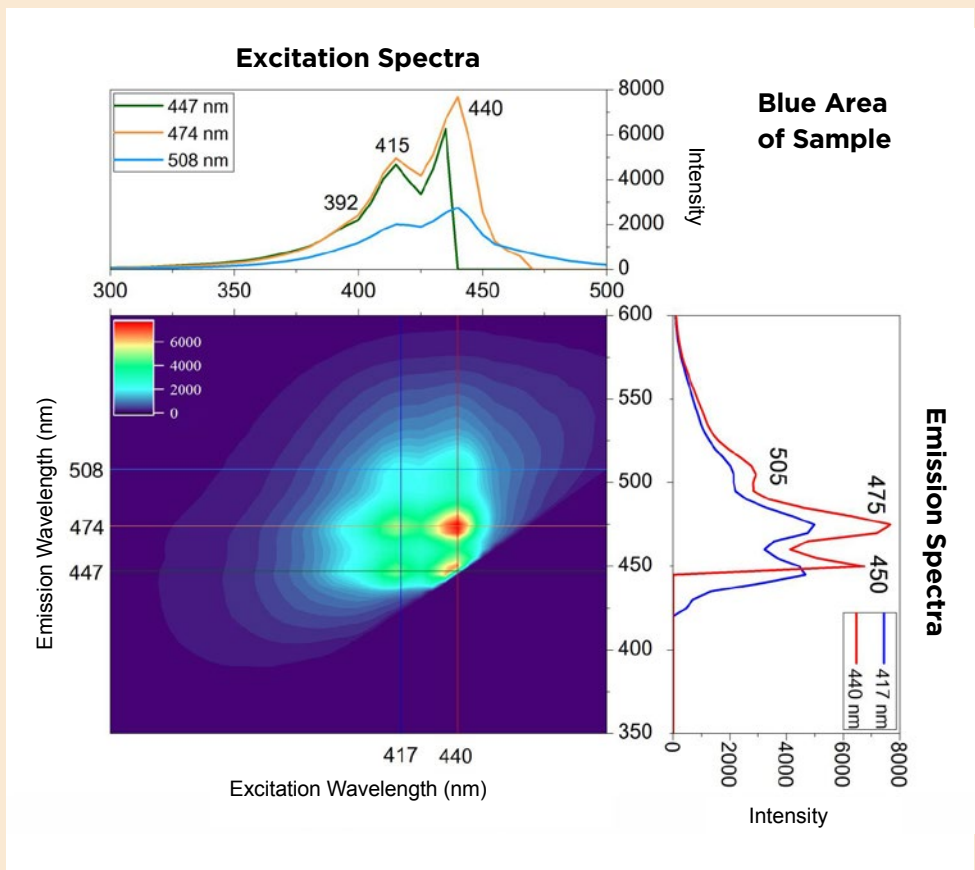 Excitation Spectra
Blue Area
of Sample
447 nm
474 nm
508 nm
392
415
440
8000
6000
4000
2000
0
Intensity
300
350
400
450
500
6000
4000
2000
0
Emission Wavelength (nm)
508
474
447
417
440
Excitation Wavelength (nm)
600
550
500
450
400
350
505
475
450
417 nm
440 nm
0
2000
4000
6000
8000
Intensity
Emission Spectra